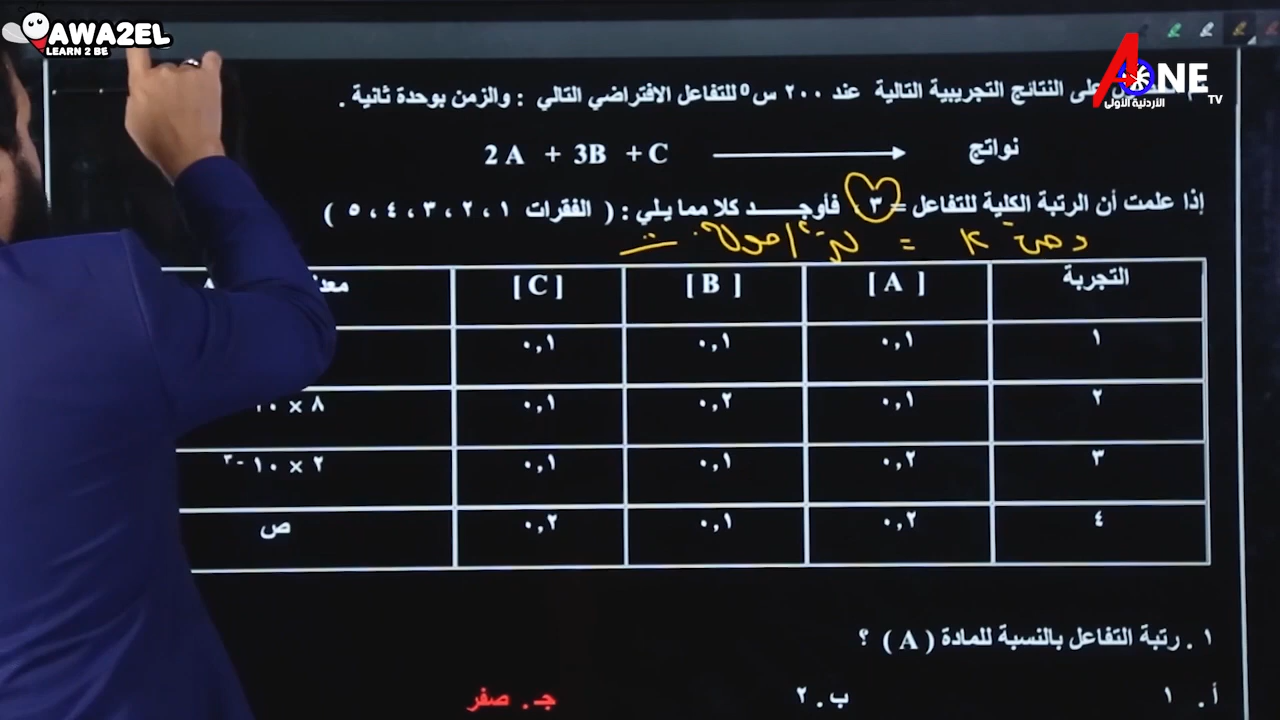 AWA2EL
LEARN 2 BE
A ONE TV
الأردنية الأولى
على النتائج التجريبية التالية عند ٢٠٠ س⁰ للتفاعل الافتراضي التالي : والزمن بوحدة ثانية .
2 A + 3B + C ⟶ نواتج
إذا علمت أن الرتبة الكلية للتفاعل = ٣ فأوجد كلا مما يلي : ( الفقرات ١ ، ٢ ، ٣ ، ٤ ، ٥ )
التجربة [ A ] [ B ] [ C ]
١ ٠,١ ٠,١ ٠,١
٢ ٠,١ ٠,٢ ٠,١ ٨ × ١٠
٣ ٠,٢ ٠,١ ٠,١ ٢ × ١٠⁻³
٤ ٠,٢ ٠,١ ٠,٢ ص
١ . رتبة التفاعل بالنسبة للمادة ( A ) ؟
أ . ١ ب . ٢ جـ . صفر